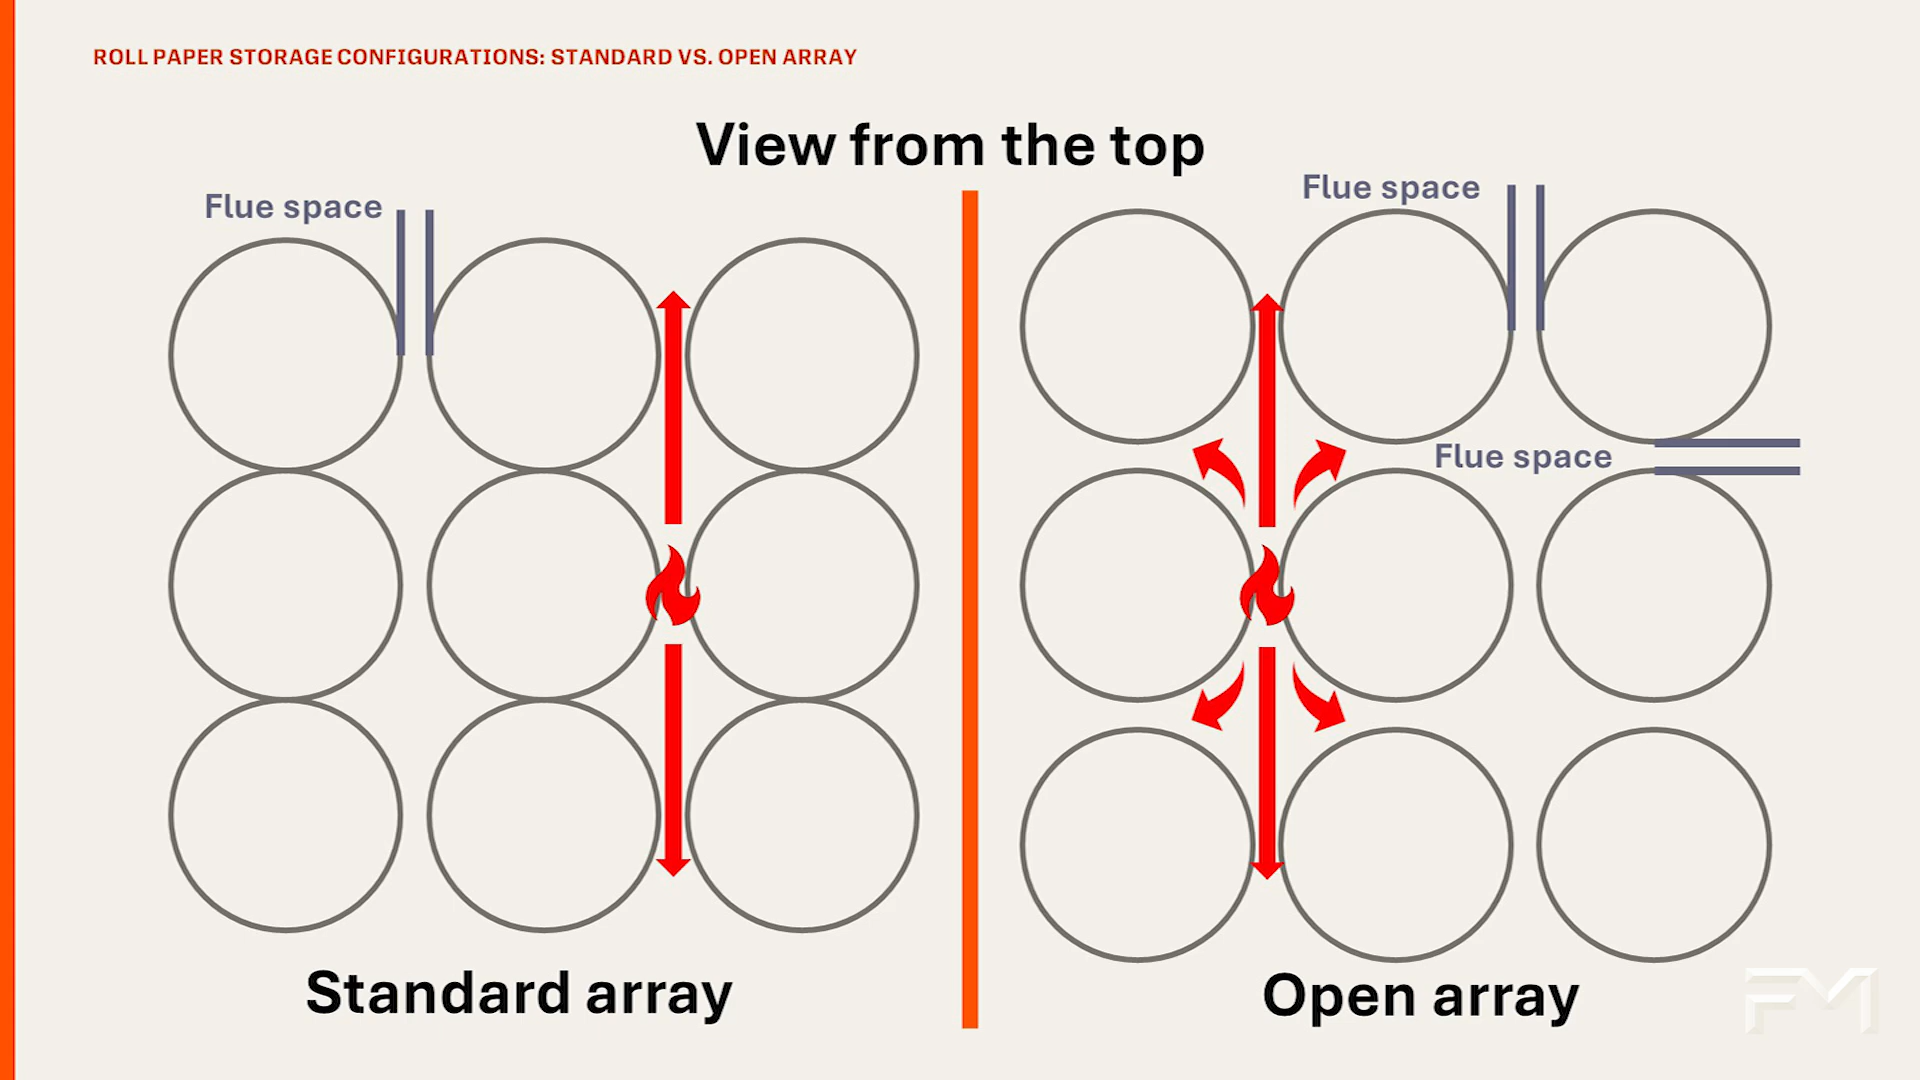 ROLL PAPER STORAGE CONFIGURATIONS: STANDARD VS. OPEN ARRAY
View from the top
Flue space
Flue space
Flue space
Standard array
Open array
FM